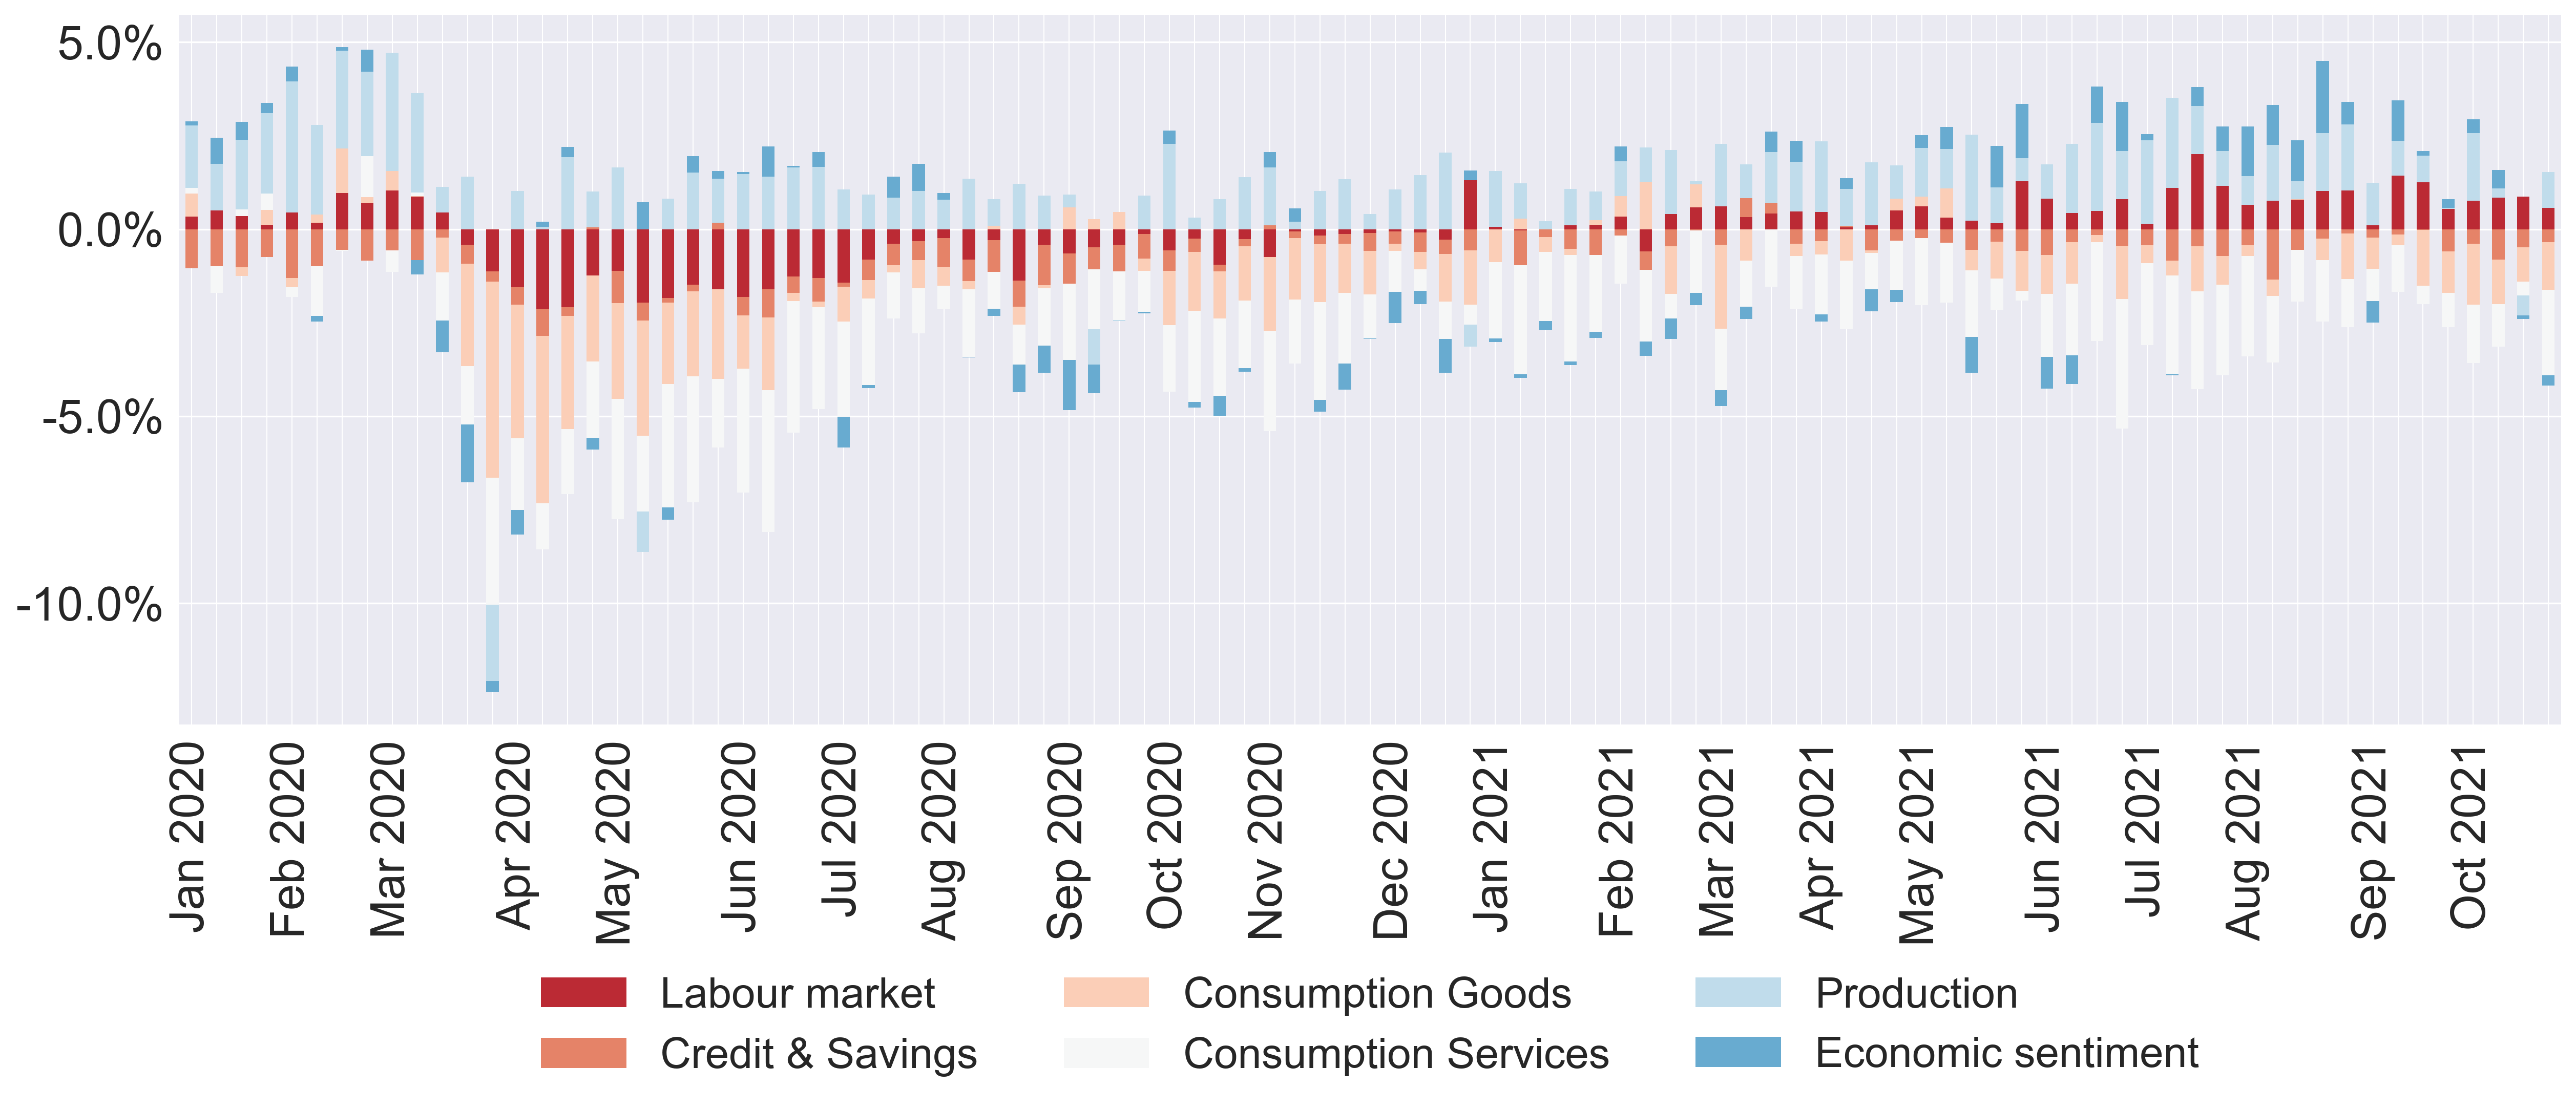 5.0%
0.0%
-5.0%
-10.0%
Jan 2020
Feb 2020
Mar 2020
Apr 2020
May 2020
Jun 2020
Jul 2020
Aug 2020
Sep 2020
Oct 2020
Nov 2020
Dec 2020
Jan 2021
Feb 2021
Mar 2021
Apr 2021
May 2021
Jun 2021
Jul 2021
Aug 2021
Sep 2021
Oct 2021
Labour market
Credit & Savings
Consumption Goods
Consumption Services
Production
Economic sentiment